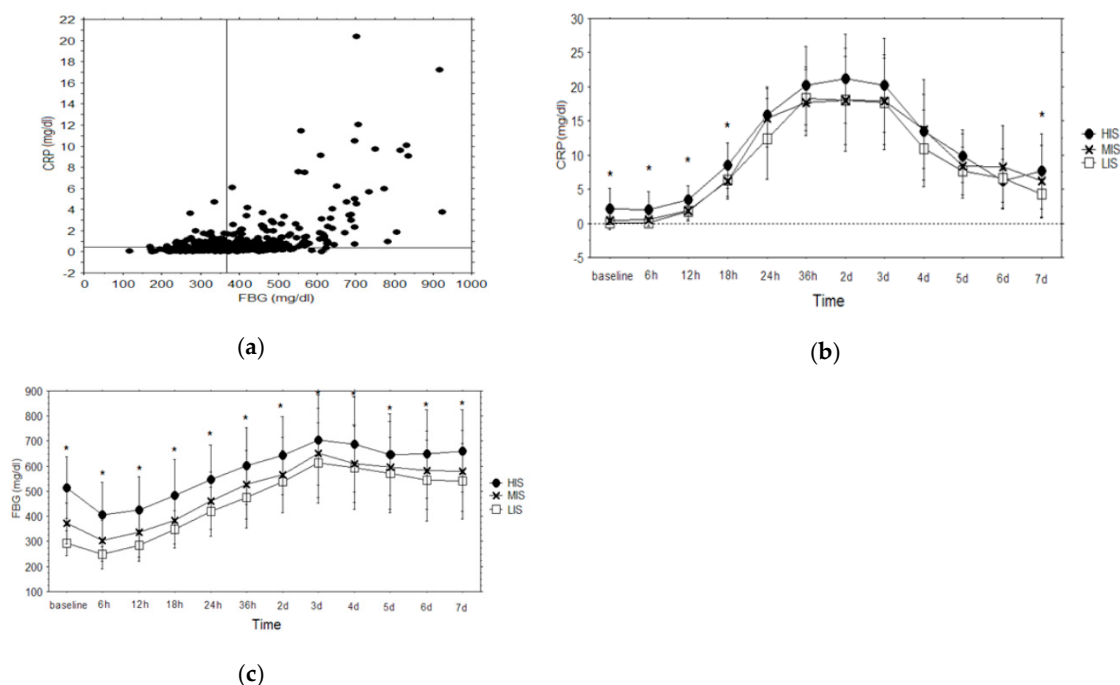 22
20
18
16
14
12
10
8
6
4
2
0
-2
CRP (mg/dl)
0 100 200 300 400 500 600 700 800 900 1000
FBG (mg/dl)
(a)
30
25
20
15
10
5
0
-5
CRP (mg/dl)
* * * * *
baseline 6h 12h 18h 24h 36h 2d 3d 4d 5d 6d 7d
Time
HIS
MIS
LIS
(b)
900
800
700
600
500
400
300
200
100
FBG (mg/dl)
* * * * * * * * * * * *
baseline 6h 12h 18h 24h 36h 2d 3d 4d 5d 6d 7d
Time
HIS
MIS
LIS
(c)